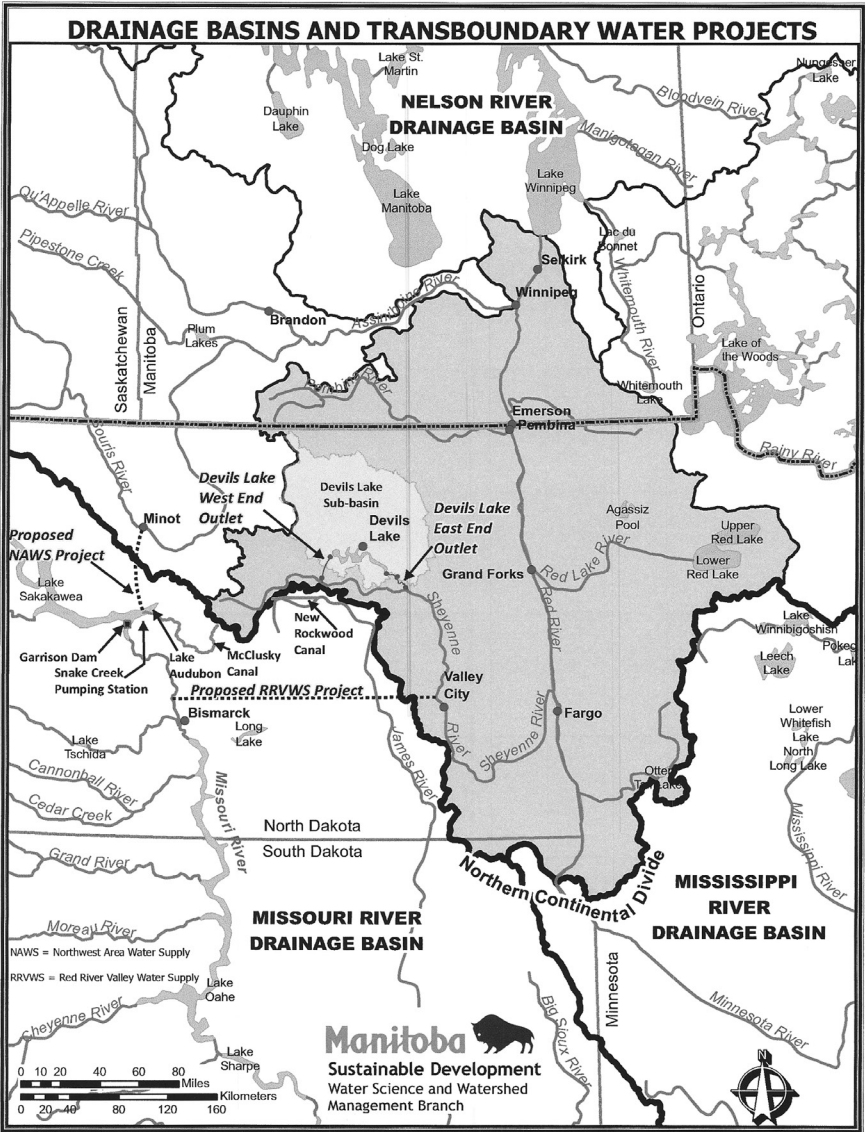 DRAINAGE BASINS AND TRANSBOUNDARY WATER PROJECTS
Lake St.
Martin
Nungesser
Lake
NELSON RIVER
DRAINAGE BASIN
Bloodvein River
Dauphin
Lake
Manigotagan River
Dog Lake
Lake
Winnipeg
Lake
Manitoba
Qu'Appelle River
Lac du
Bonnet
Pipestone Creek
Selkirk
Whitemouth River
Winnipeg
Assiniboine River
Ontario
Brandon
Saskatchewan
Manitoba
Plum
Lakes
Lake of
the Woods
Pembina River
Whitemouth
Lake
Emerson
Pembina
Souris River
Rainy River
Devils Lake
West End
Outlet
Devils Lake
Sub-basin
Devils Lake
East End
Outlet
Agassiz
Pool
Minot
Devils
Lake
Upper
Red Lake
Proposed
NAWS Project
Red Lake River
Lower
Red Lake
Grand Forks
Lake
Sakakawea
Sheyenne
Red River
New
Rockwood
Canal
Lake
Winnibigoshish
Garrison Dam
Snake Creek
Pumping Station
Lake
Audubon
McClusky
Canal
Leech
Lake
Proposed RRVWS Project
Valley
City
Bismarck
Long
Lake
River
Sheyenne River
Fargo
Lower
Whitefish
Lake
North
Long Lake
Lake
Tschida
James River
Cannonball River
Missouri River
Cedar Creek
Mississippi River
North Dakota
South Dakota
Grand River
Northern Continental Divide
MISSISSIPPI
RIVER
DRAINAGE BASIN
MISSOURI RIVER
DRAINAGE BASIN
Moreau River
NAWS = Northwest Area Water Supply
RRVWS = Red River Valley Water Supply
Lake
Oahe
Minnesota
Minnesota River
Cheyenne River
Big Sioux River
Manitoba
Sustainable Development
Water Science and Watershed
Management Branch
Lake
Sharpe
0 10 20 40 60 80
Miles
Kilometers
0 20 40 80 120 160
N